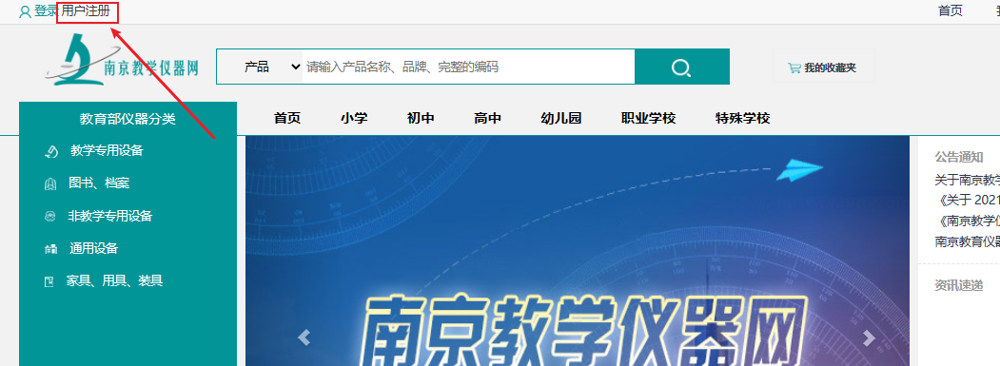 登录 用户注册
首页
南京教学仪器网
产品
请输入产品名称、品牌、完整的编码
我的收藏夹
教育部仪器分类
首页
小学
初中
高中
幼儿园
职业学校
特殊学校
教学专用设备
图书、档案
非教学专用设备
通用设备
家具、用具、装具
南京教学仪器网
公告通知
关于南京教学
《关于 2021
《南京教学仪
南京教育仪器
资讯速递